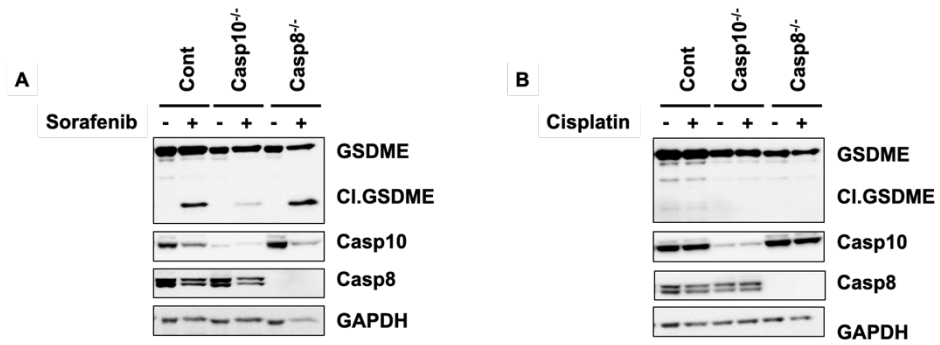 A
Cont
Casp10-/-
Casp8-/-
Sorafenib - + - + - +
GSDME
Cl.GSDME
Casp10
Casp8
GAPDH
B
Cont
Casp10-/-
Casp8-/-
Cisplatin - + - + - +
GSDME
Cl.GSDME
Casp10
Casp8
GAPDH